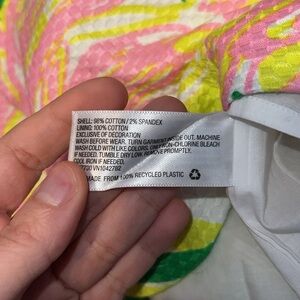 SHELL: 98% COTTON / 2% SPANDEX
LINING: 100% COTTON
EXCLUSIVE OF DECORATION
WASH BEFORE WEAR. TURN GARMENT INSIDE OUT. MACHINE
WASH COLD WITH LIKE COLORS. ONLY NON-CHLORINE BLEACH
IF NEEDED. TUMBLE DRY LOW. REMOVE PROMPTLY.
COOL IRON IF NEEDED.
VN1042782
MADE FROM 100% RECYCLED PLASTIC